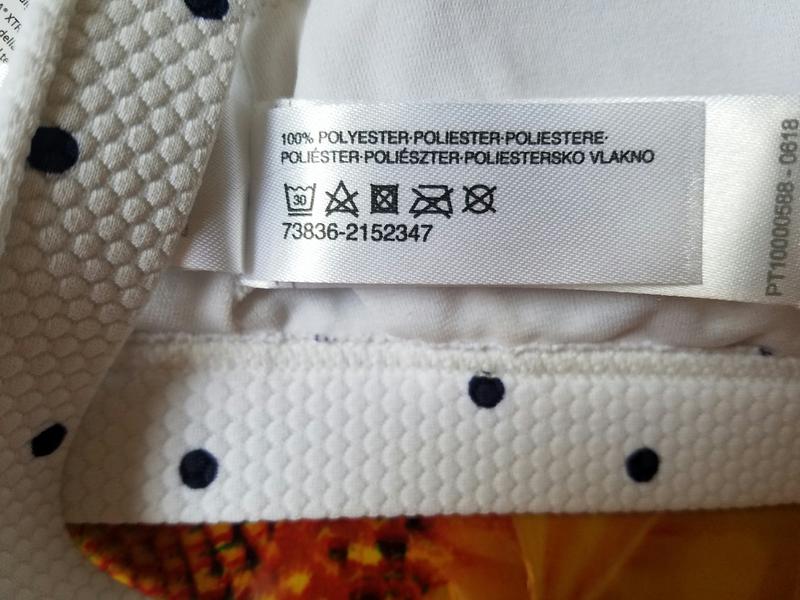 100% POLYESTER·POLIESTER·POLIESTERE·
POLIÉSTER·POLIÉSZTER·POLIESTERSKO VLAKNO
30
73836-2152347
PT10000588 - 0618